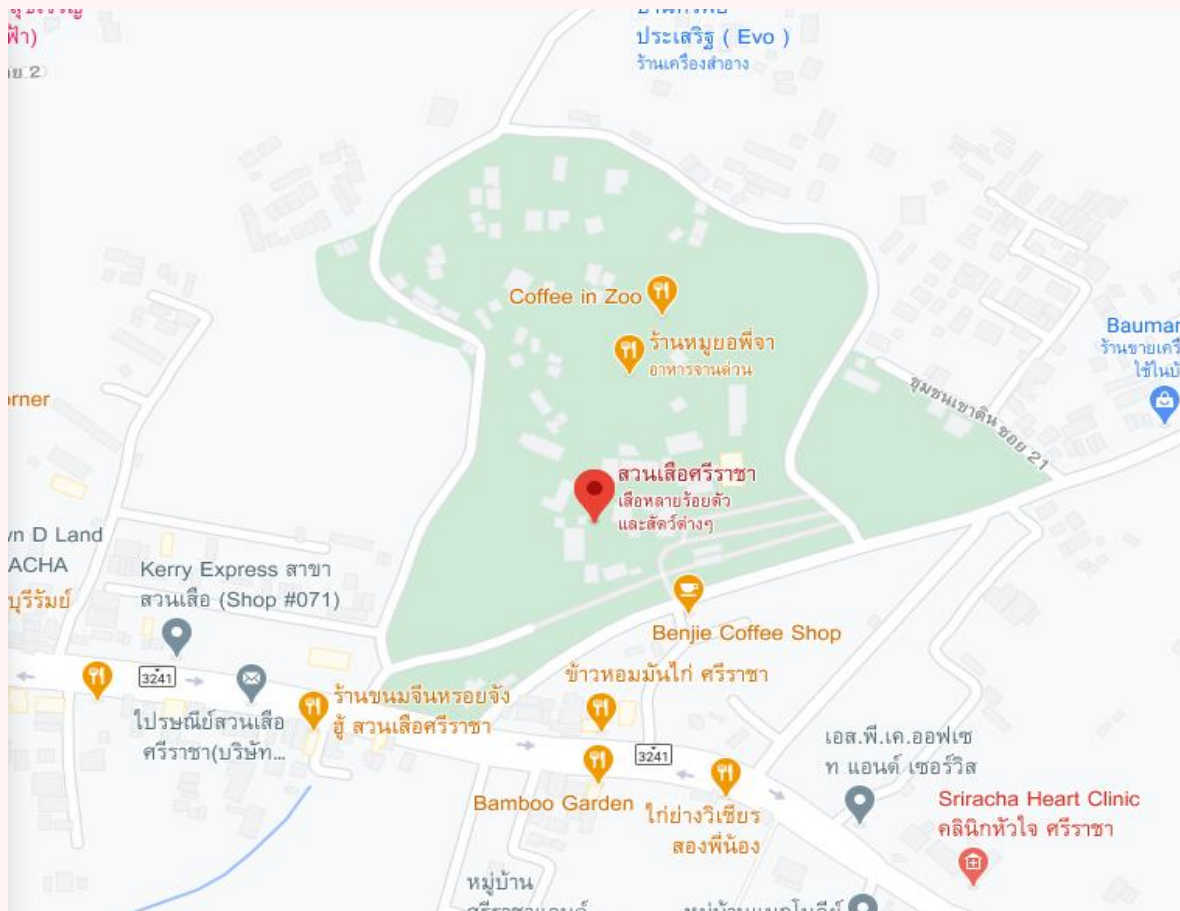 ฟ้า)
ประเสริฐ ( Evo )
ร้านเครื่องสำอาง
Coffee in Zoo
ร้านหมูยอพี่จา
อาหารจานด่วน
Bauman
ชุมชนเขาดิน ซอย 21
สวนเสือศรีราชา
เสือหลายร้อยตัว
และสัตว์ต่างๆ
vn D Land
ACHA
บุรีรัมย์
Kerry Express สาขา
สวนเสือ (Shop #071)
Benjie Coffee Shop
3241
ข้าวหอมมันไก่ ศรีราชา
ร้านขนมจีนหรอยจัง
ฮู้ สวนเสือศรีราชา
ไปรษณีย์สวนเสือ
ศรีราชา(บริษัท...
3241
เอส.พี.เค.ออฟเซ
ท แอนด์ เซอร์วิส
Bamboo Garden
ไก่ย่างวิเชียร
สองพี่น้อง
Sriracha Heart Clinic
คลินิกหัวใจ ศรีราชา
หมู่บ้าน